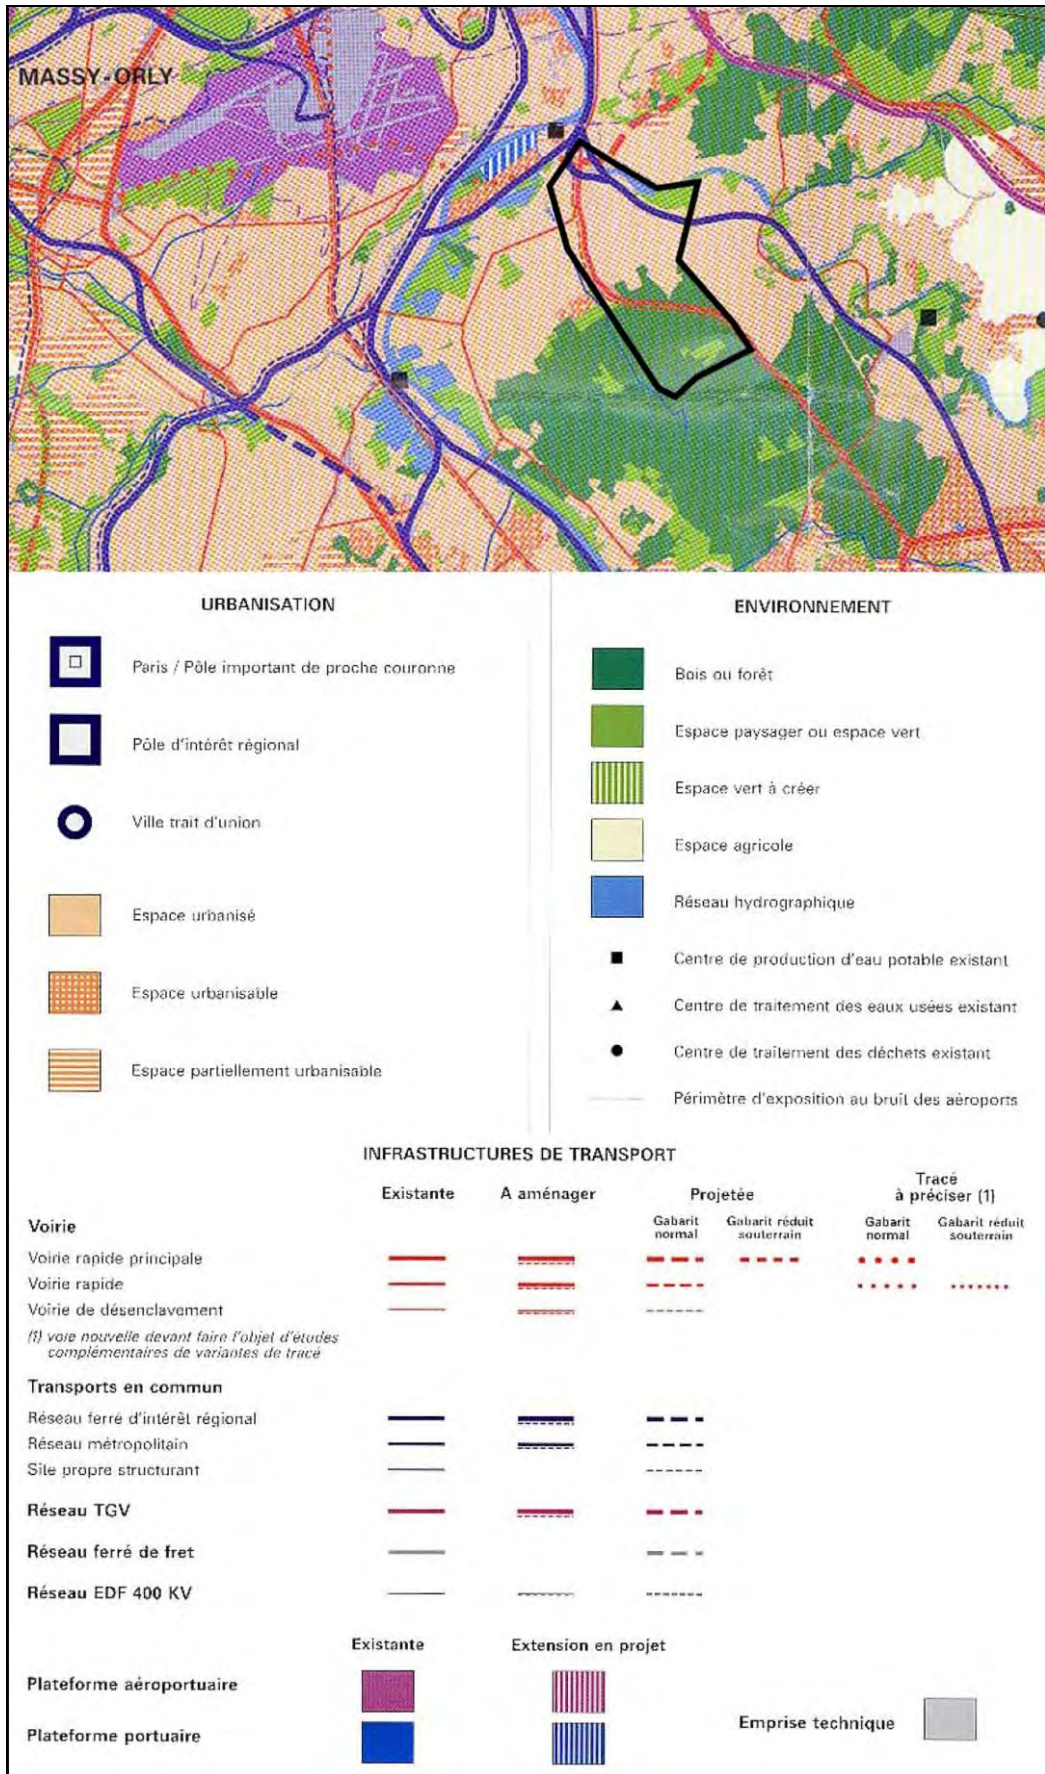 MASSY-ORLY
URBANISATION
Paris / Pôle important de proche couronne
Pôle d'intérêt régional
Ville trait d'union
Espace urbanisé
Espace urbanisable
Espace partiellement urbanisable
ENVIRONNEMENT
Bois ou forêt
Espace paysager ou espace vert
Espace vert à créer
Espace agricole
Réseau hydrographique
Centre de production d'eau potable existant
Centre de traitement des eaux usées existant
Centre de traitement des déchets existant
Périmètre d'exposition au bruit des aéroports
INFRASTRUCTURES DE TRANSPORT
Existante A aménager Projetée Tracé
à préciser (1)
Voirie
Gabarit normal Gabarit réduit souterrain Gabarit normal Gabarit réduit souterrain
Voirie rapide principale
Voirie rapide
Voirie de désenclavement
(1) voie nouvelle devant faire l'objet d'études
complémentaires de variantes de tracé
Transports en commun
Réseau ferré d'intérêt régional
Réseau métropolitain
Site propre structurant
Réseau TGV
Réseau ferré de fret
Réseau EDF 400 KV
Existante Extension en projet
Plateforme aéroportuaire
Plateforme portuaire
Emprise technique